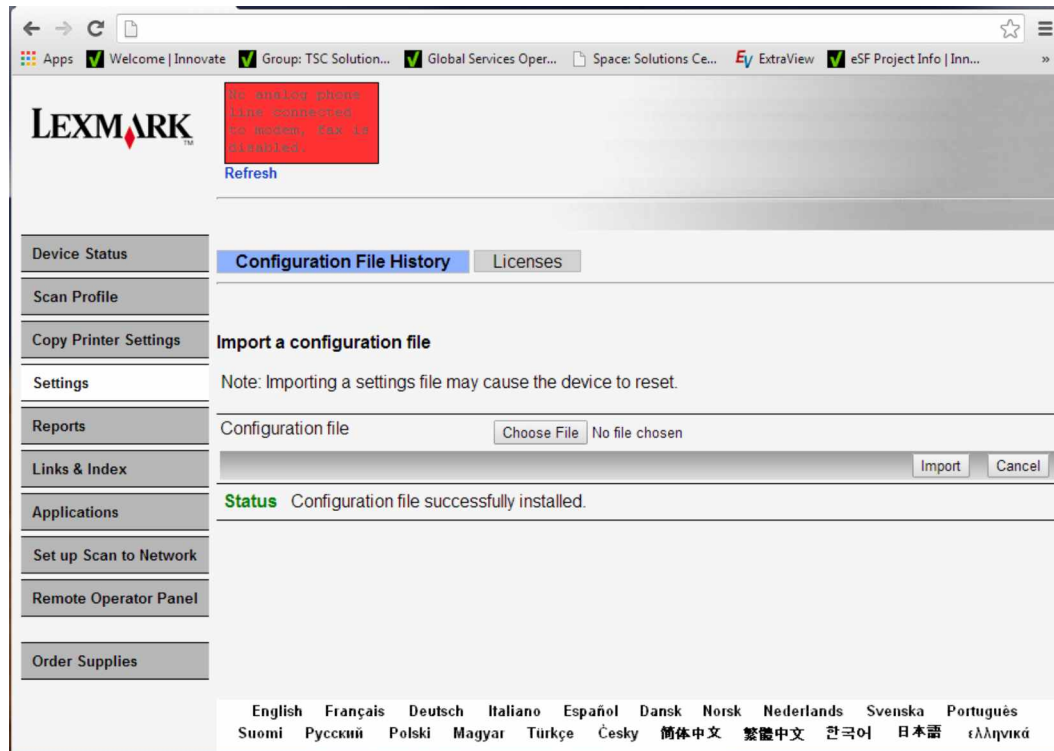 Apps Welcome | Innovate Group: TSC Solution... Global Services Oper... Space: Solutions Ce... EV ExtraView eSF Project Info | Inn... »
LEXMARK™
No analog phone
line connected
to modem, fax is
disabled.
Refresh
Device Status
Scan Profile
Copy Printer Settings
Settings
Reports
Links & Index
Applications
Set up Scan to Network
Remote Operator Panel
Order Supplies
Configuration File History Licenses
Import a configuration file
Note: Importing a settings file may cause the device to reset.
Configuration file Choose File No file chosen
Import Cancel
Status Configuration file successfully installed.
English Français Deutsch Italiano Español Dansk Norsk Nederlands Svenska Português
Suomi Русский Polski Magyar Türkçe Česky 简体中文 繁體中文 한국어 日本語 ελληνικά